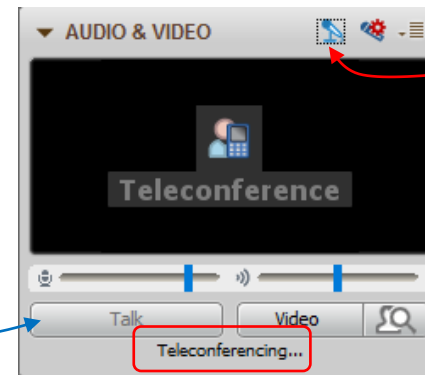 AUDIO & VIDEO
Teleconference
Talk
Video
Teleconferencing...